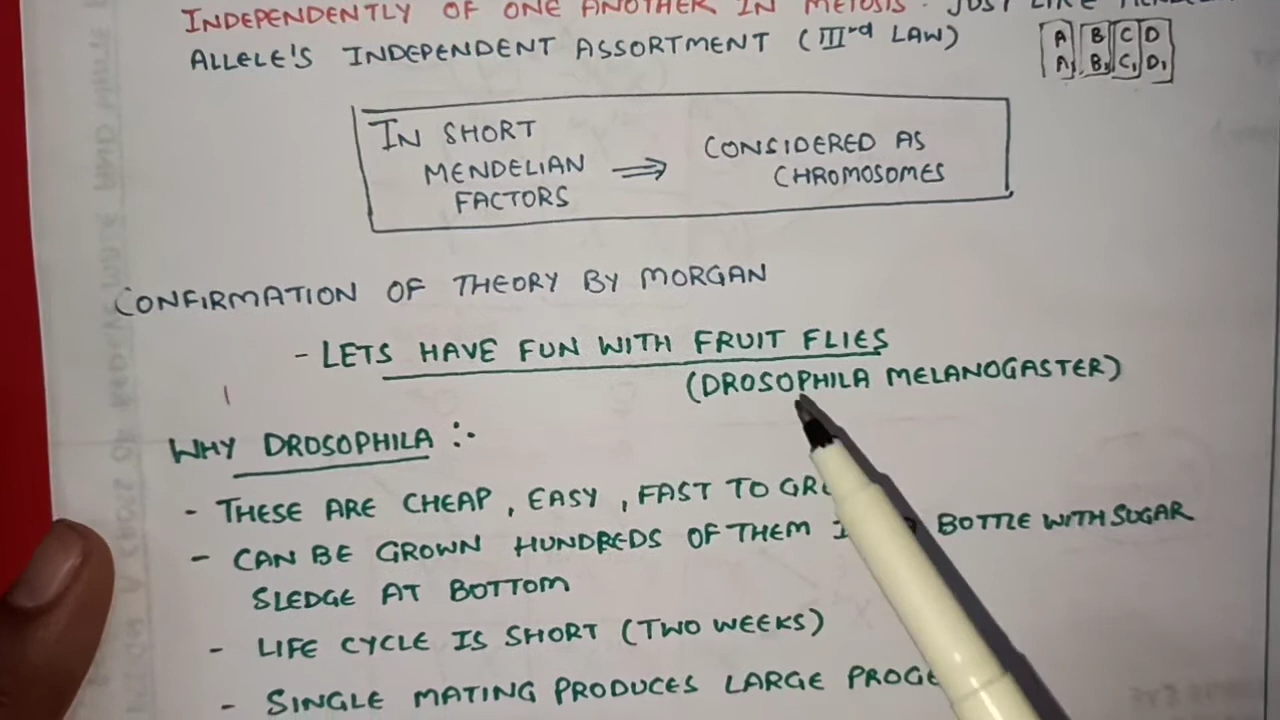 INDEPENDENTLY OF ONE ANOTHER IN MEIOSIS. JUST LIKE
ALLELE'S INDEPENDENT ASSORTMENT (IIIrd LAW)
A B C D
A1 B1 C1 D1
IN SHORT
MENDELIAN FACTORS ⇒ CONSIDERED AS CHROMOSOMES
CONFIRMATION OF THEORY BY MORGAN
- LETS HAVE FUN WITH FRUIT FLIES
(DROSOPHILA MELANOGASTER)
WHY DROSOPHILA :-
- THESE ARE CHEAP, EASY, FAST TO
- CAN BE GROWN HUNDREDS OF THEM BOTTLE WITH SUGAR
SLEDGE AT BOTTOM
- LIFE CYCLE IS SHORT (TWO WEEKS)
- SINGLE MATING PRODUCES LARGE